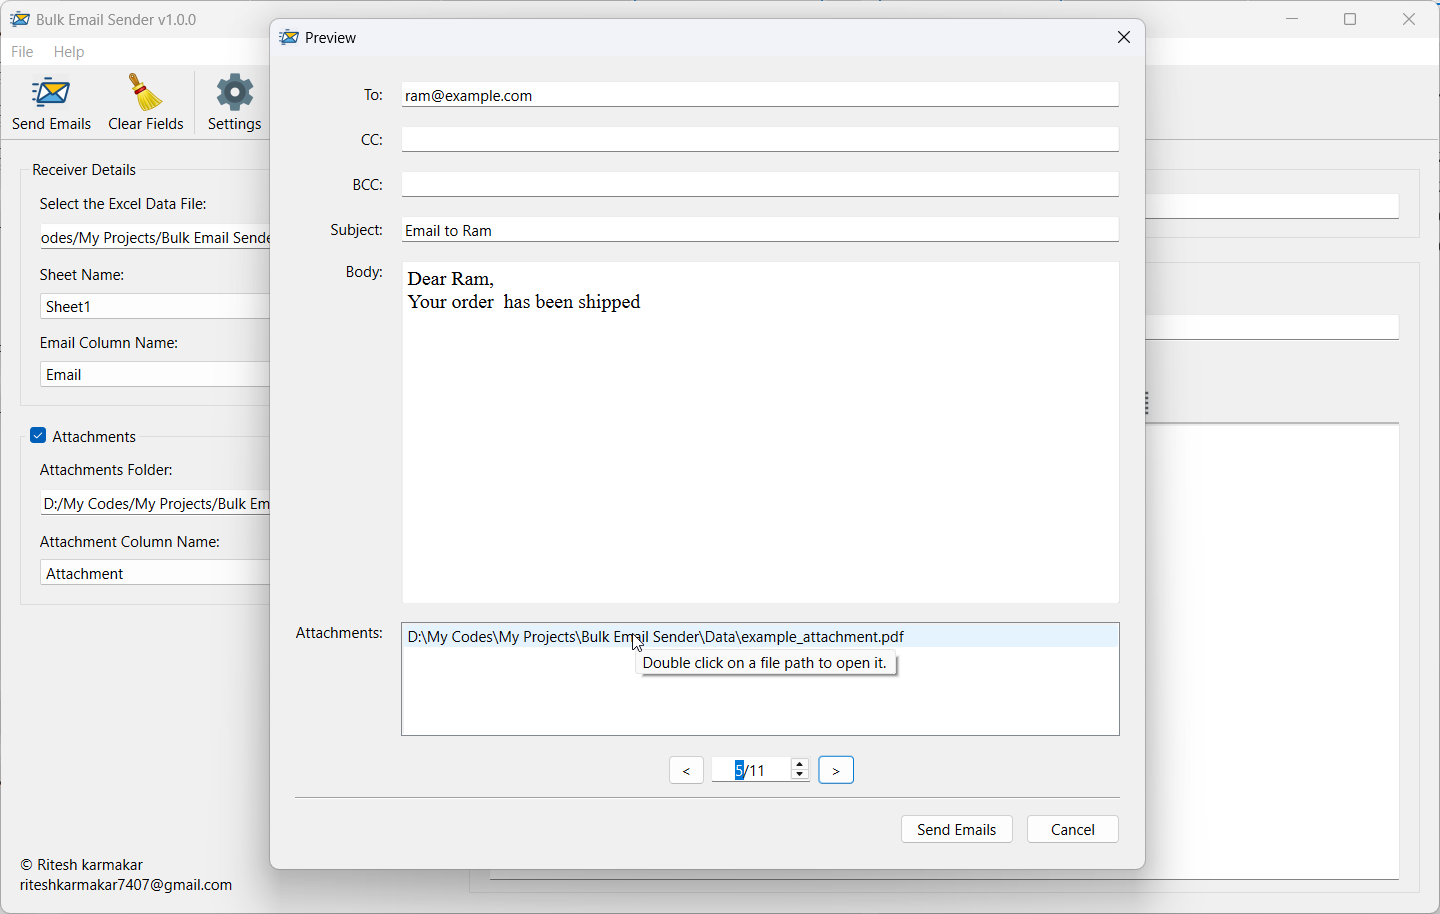 Bulk Email Sender v1.0.0
File Help
Send Emails Clear Fields Settings
Receiver Details
Select the Excel Data File:
odes/My Projects/Bulk Email Sende
Sheet Name:
Sheet1
Email Column Name:
Email
Attachments
Attachments Folder:
D:/My Codes/My Projects/Bulk Em
Attachment Column Name:
Attachment
© Ritesh karmakar
riteshkarmakar7407@gmail.com
Preview
To: ram@example.com
CC:
BCC:
Subject: Email to Ram
Body: Dear Ram,
Your order  has been shipped
Attachments: D:\My Codes\My Projects\Bulk Email Sender\Data\example_attachment.pdf
Double click on a file path to open it.
< 5/11 >
Send Emails Cancel